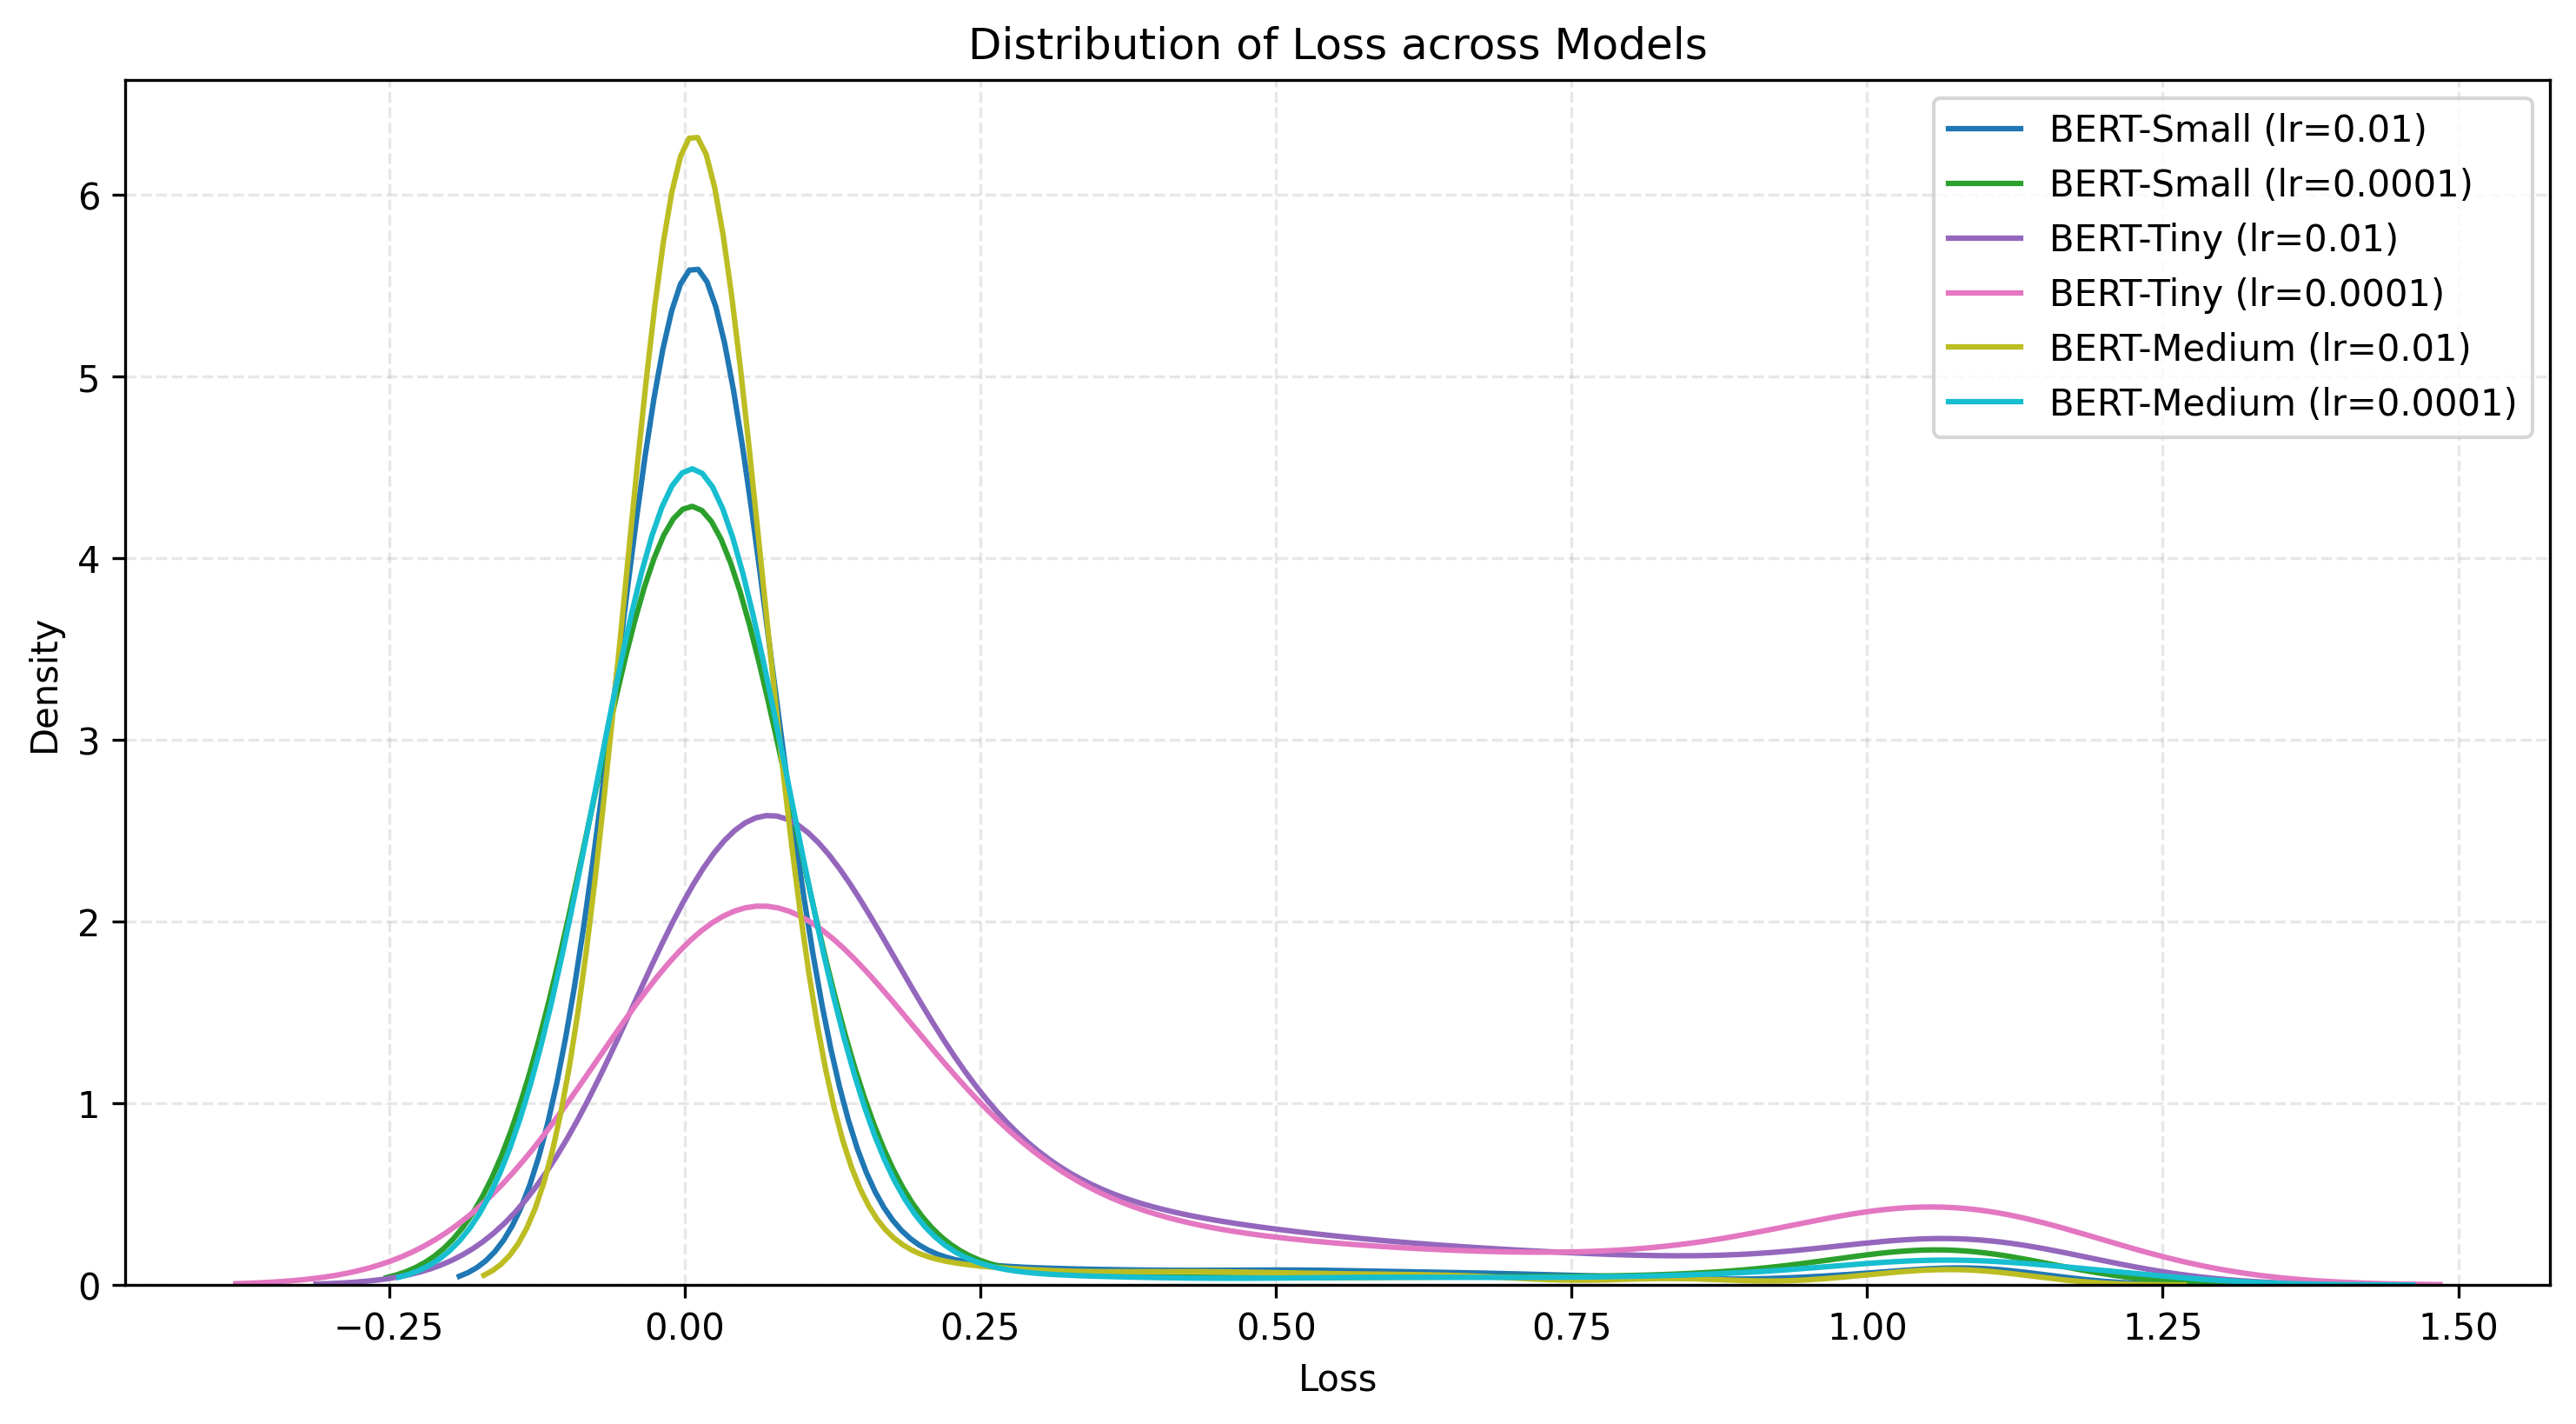 Distribution of Loss across Models
BERT-Small (lr=0.01)
BERT-Small (lr=0.0001)
BERT-Tiny (lr=0.01)
BERT-Tiny (lr=0.0001)
BERT-Medium (lr=0.01)
BERT-Medium (lr=0.0001)
Density
6
5
4
3
2
1
0
−0.25 0.00 0.25 0.50 0.75 1.00 1.25 1.50
Loss